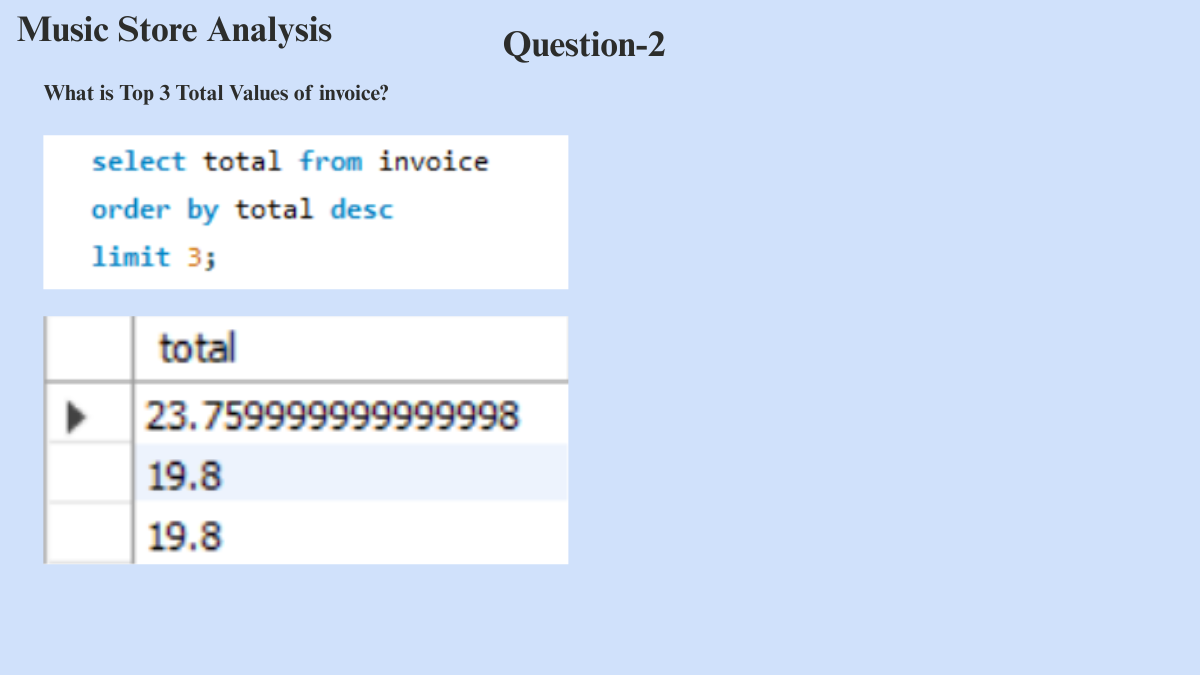 Music Store Analysis
Question-2
What is Top 3 Total Values of invoice?
select total from invoice
order by total desc
limit 3;
total
23.759999999999998
19.8
19.8